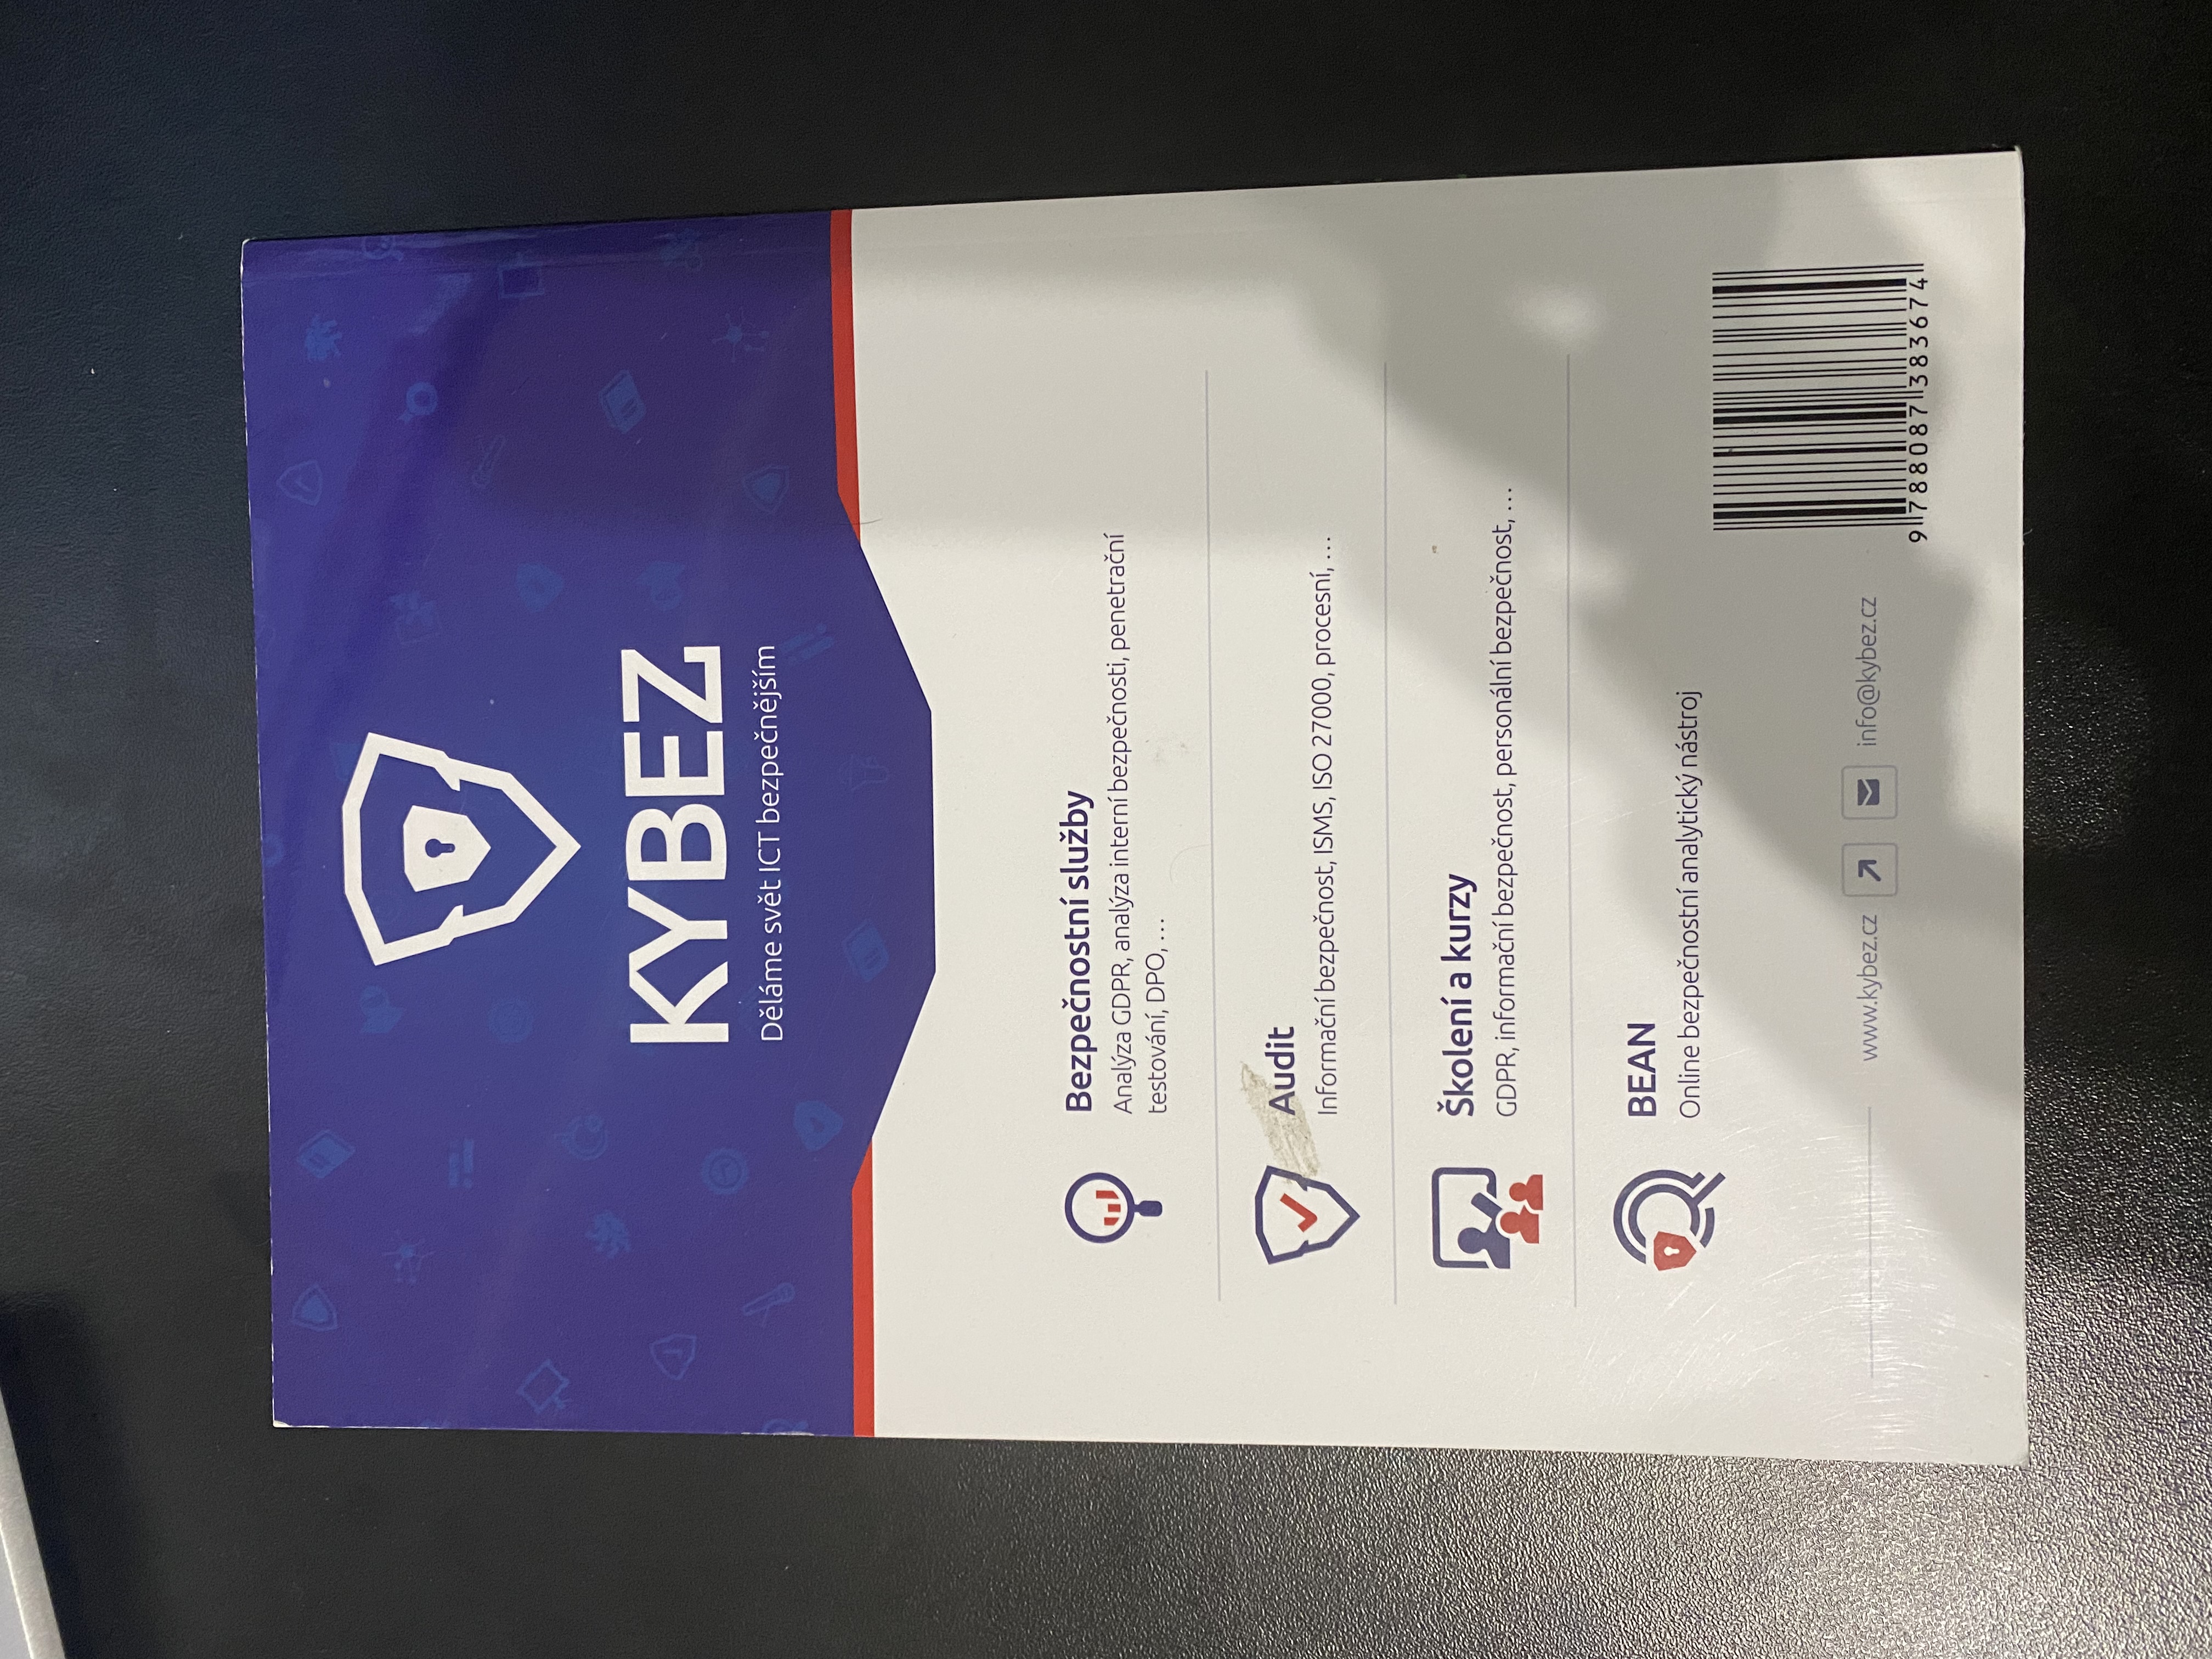 KYBEZ
Děláme svět ICT bezpečnějším
Bezpečnostní služby
Analýza GDPR, analýza interní bezpečnosti, penetrační
testování, DPO, ...
Audit
Informační bezpečnost, ISMS, ISO 27000, procesní, ...
Školení a kurzy
GDPR, informační bezpečnost, personální bezpečnost, ...
BEAN
Online bezpečnostní analytický nástroj
www.kybez.cz info@kybez.cz
9 788087 383674